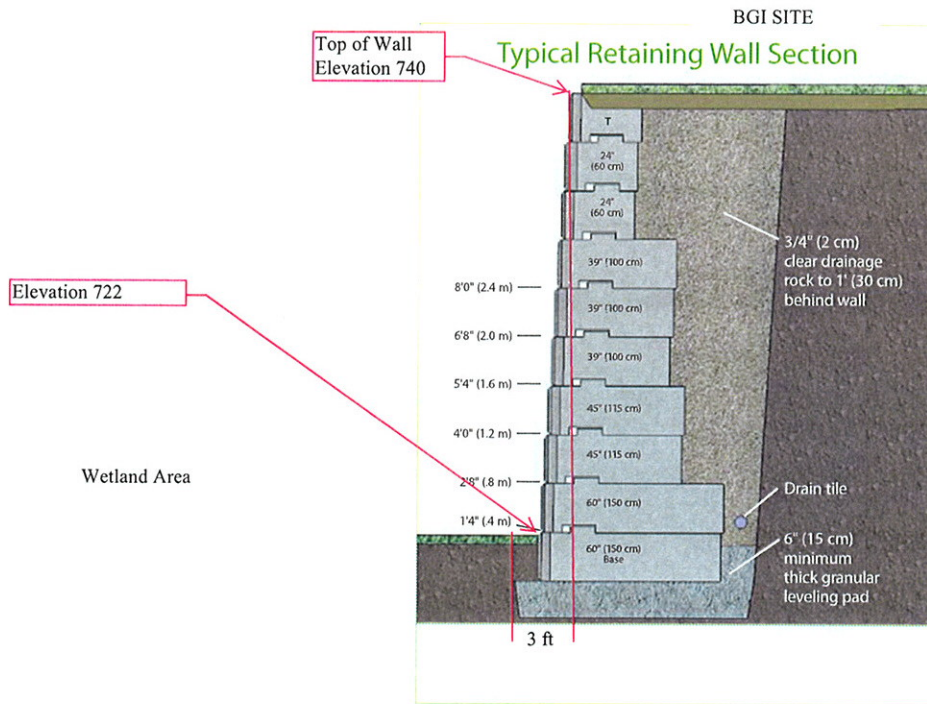 BGI SITE
Top of Wall
Elevation 740
Typical Retaining Wall Section
T
24"
(60 cm)
24"
(60 cm)
3/4" (2 cm)
clear drainage
rock to 1' (30 cm)
behind wall
39" (100 cm)
Elevation 722
8'0" (2.4 m)
39" (100 cm)
6'8" (2.0 m)
39" (100 cm)
5'4" (1.6 m)
45" (115 cm)
4'0" (1.2 m)
45" (115 cm)
Wetland Area
2'8" (.8 m)
Drain tile
60" (150 cm)
1'4" (.4 m)
60" (150 cm)
Base
6" (15 cm)
minimum
thick granular
leveling pad
3 ft